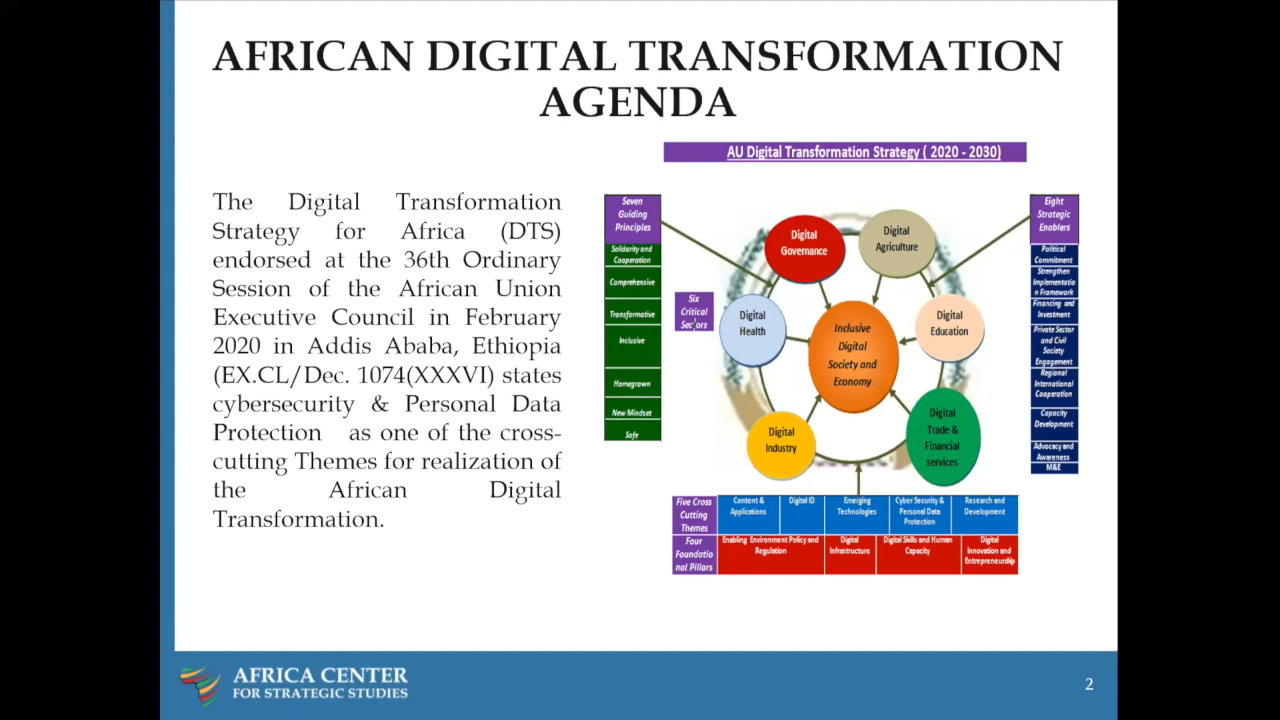 AFRICAN DIGITAL TRANSFORMATION
AGENDA
The Digital Transformation
Strategy for Africa (DTS)
endorsed at the 36th Ordinary
Session of the African Union
Executive Council in February
2020 in Addis Ababa, Ethiopia
(EX.CL/Dec. 1074(XXXVI) states
cybersecurity & Personal Data
Protection as one of the cross-
cutting Themes for realization of
the African Digital
Transformation.
AU Digital Transformation Strategy ( 2020 - 2030)
Seven
Guiding
Principles
Solidarity and
Cooperation
Comprehensive
Transformative
Inclusive
Homegrown
New Mindset
Safe
Six
Critical
Sectors
Digital
Governance
Digital
Agriculture
Digital
Health
Digital
Education
Inclusive
Digital
Society and
Economy
Digital
Industry
Digital
Trade &
Financial
services
Eight
Strategic
Enablers
Political
Commitment
Strengthen
Implementatio
n Framework
Financing and
Investment
Private Sector
and Civil
Society
Engagement
Regional
International
Cooperation
Capacity
Development
Advocacy and
Awareness
M&E
Five Cross
Cutting
Themes
Content &
Applications
Digital ID
Emerging
Technologies
Cyber Security &
Personal Data
Protection
Research and
Development
Four
Foundatio
nal Pillars
Enabling Environment Policy and
Regulation
Digital
Infrastructure
Digital Skills and Human
Capacity
Digital
Innovation and
Entrepreneurship
AFRICA CENTER
FOR STRATEGIC STUDIES
2